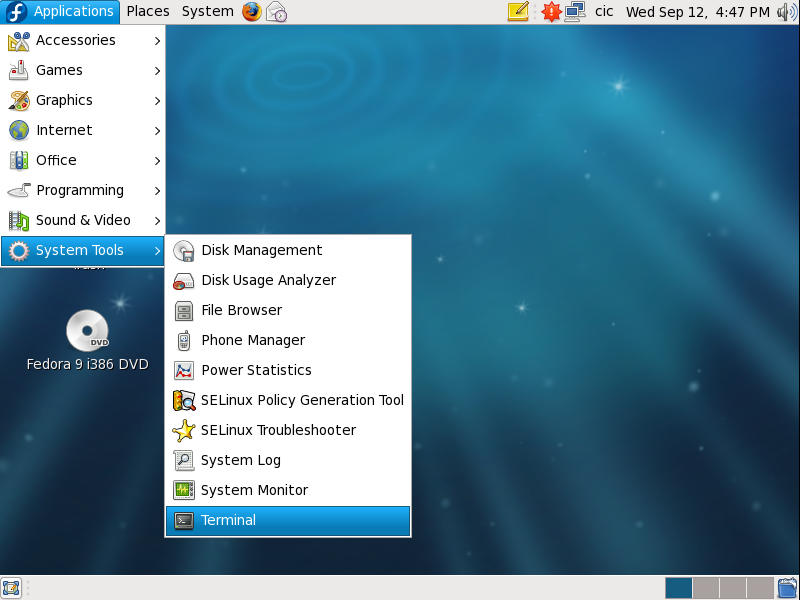 Applications Places System cic Wed Sep 12, 4:47 PM
Accessories
Games
Graphics
Internet
Office
Programming
Sound & Video
System Tools
Disk Management
Disk Usage Analyzer
File Browser
Phone Manager
Power Statistics
SELinux Policy Generation Tool
SELinux Troubleshooter
System Log
System Monitor
Terminal
DVD
Fedora 9 i386 DVD